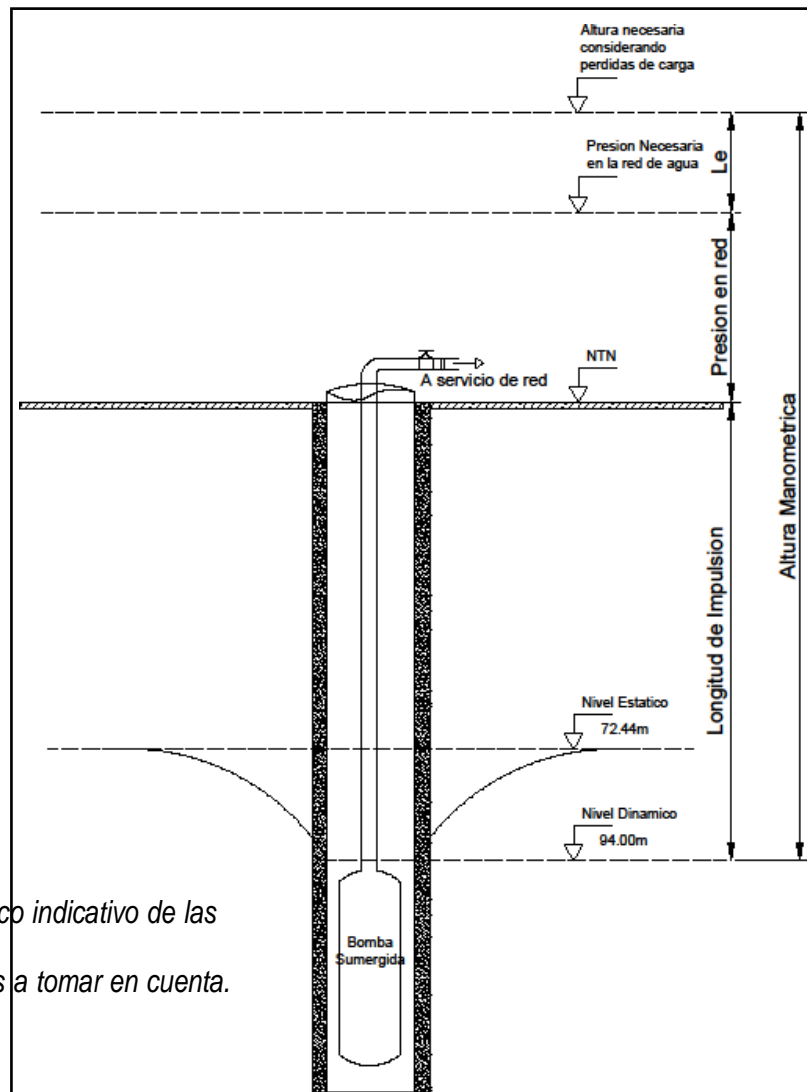 Altura necesaria
considerando
perdidas de carga
Presion Necesaria
en la red de agua
Le
Presion en red
NTN
A servicio de red
Altura Manometrica
Longitud de Impulsion
Nivel Estatico
72.44m
Nivel Dinamico
94.00m
co indicativo de las
Bomba
Sumergida
s a tomar en cuenta.